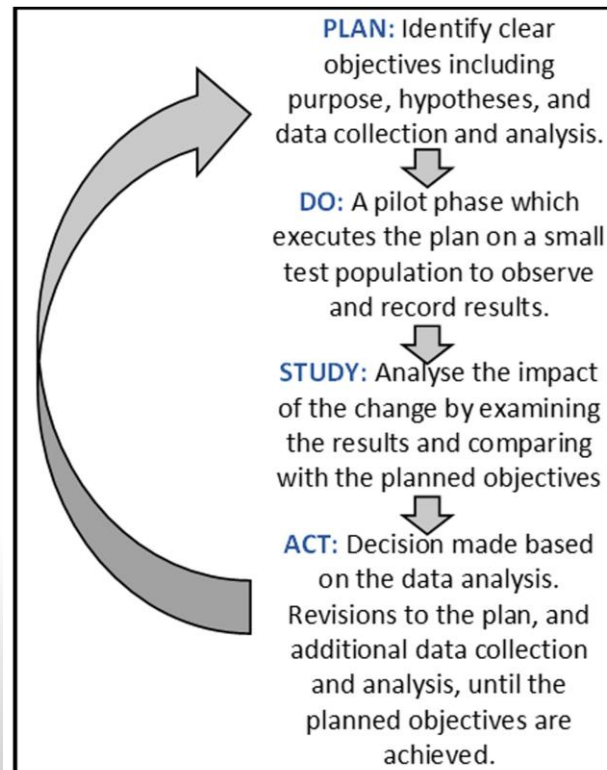 PLAN: Identify clear
objectives including
purpose, hypotheses, and
data collection and analysis.
DO: A pilot phase which
executes the plan on a small
test population to observe
and record results.
STUDY: Analyse the impact
of the change by examining
the results and comparing
with the planned objectives
ACT: Decision made based
on the data analysis.
Revisions to the plan, and
additional data collection
and analysis, until the
planned objectives are
achieved.